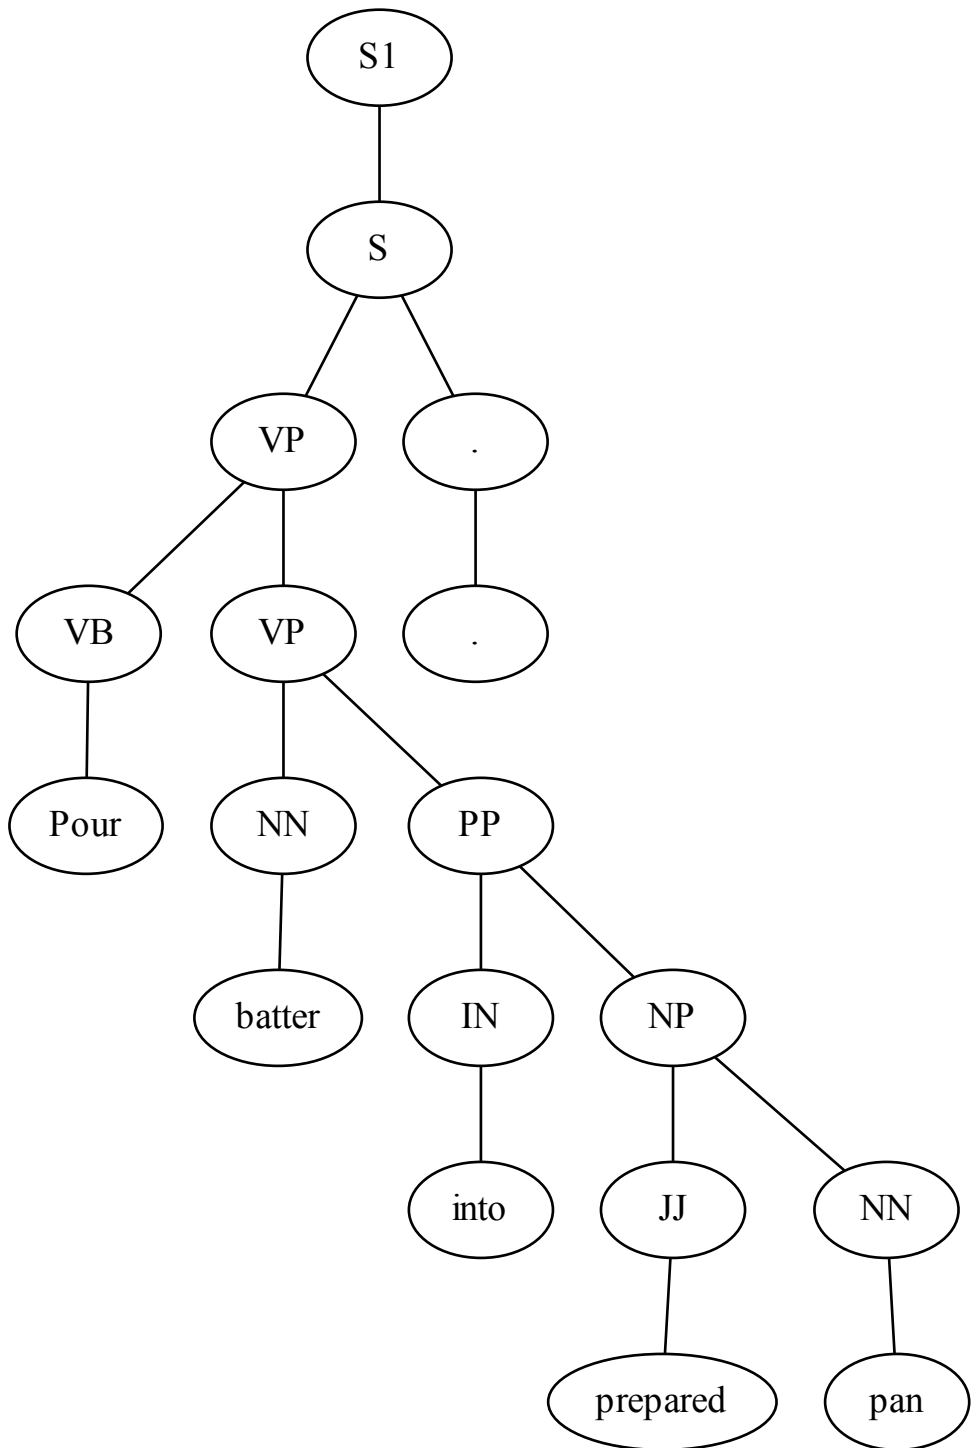 S1
S
VP .
VB VP .
Pour NN PP
batter IN NP
into JJ NN
prepared pan